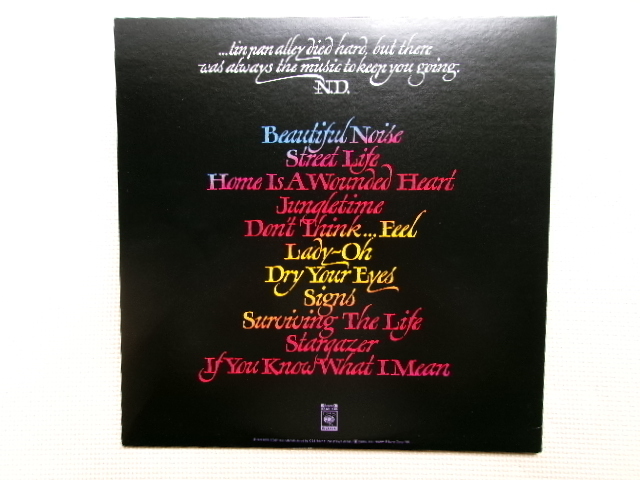 ...tin pan alley died hard, but there
was always the music to keep you going.
N.D.
Beautiful Noise
Street Life
Home Is A Wounded Heart
Jungletime
Don't Think...Feel
Lady-Oh
Dry Your Eyes
Signs
Surviving The Life
Stargazer
If You Know What I Mean
CBS